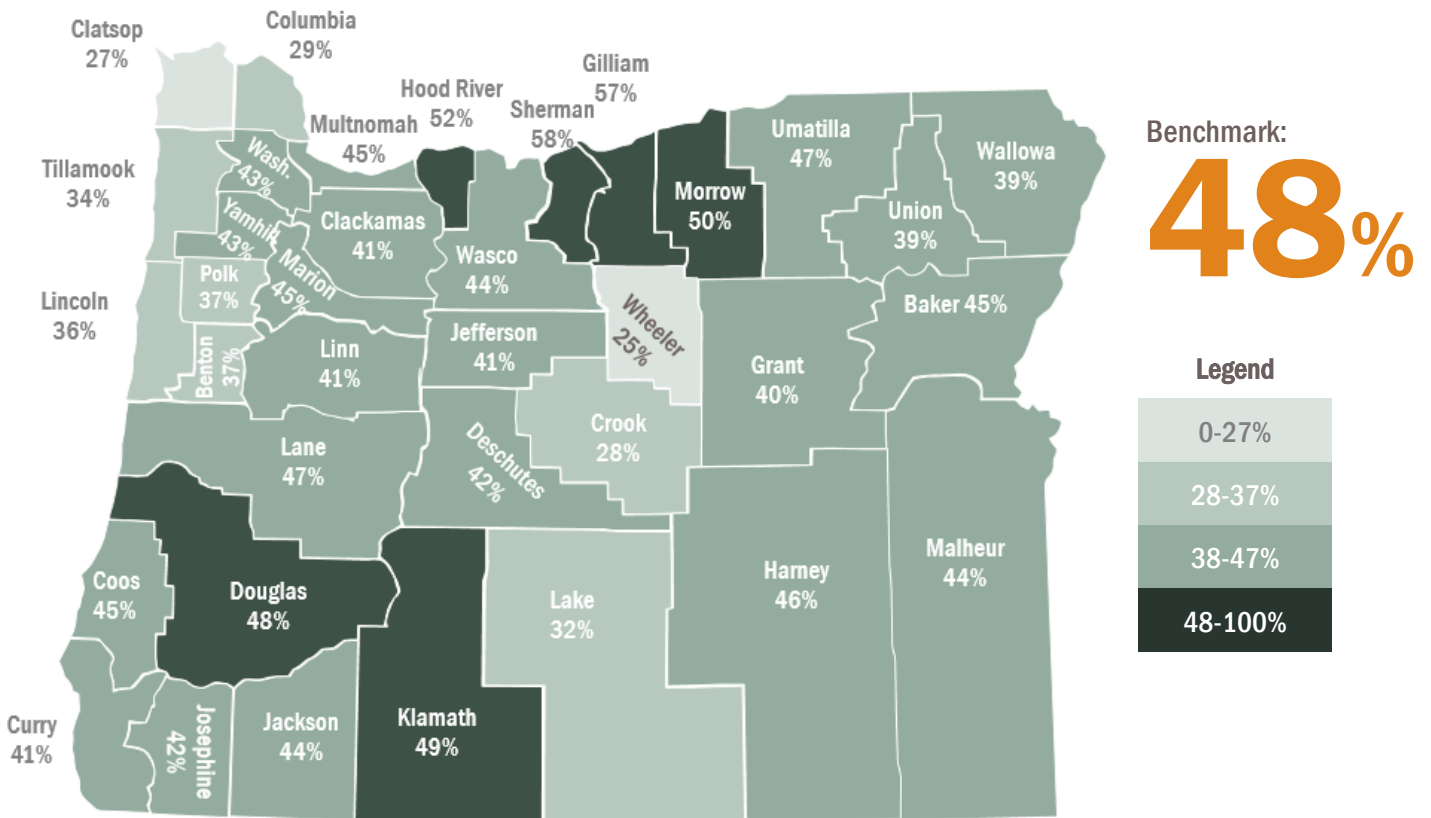 Clatsop
27%
Columbia
29%
Multnomah
45%
Hood River
52%
Sherman
58%
Gilliam
57%
Tillamook
34%
Wash.
43%
Yamhill
43%
Clackamas
41%
Marion
45%
Polk
37%
Lincoln
36%
Benton
37%
Linn
41%
Wasco
44%
Jefferson
41%
Wheeler
25%
Morrow
50%
Umatilla
47%
Union
39%
Wallowa
39%
Baker 45%
Grant
40%
Crook
28%
Deschutes
42%
Lane
47%
Coos
45%
Douglas
48%
Curry
41%
Josephine
42%
Jackson
44%
Klamath
49%
Lake
32%
Harney
46%
Malheur
44%
Benchmark:
48%
Legend
0-27%
28-37%
38-47%
48-100%